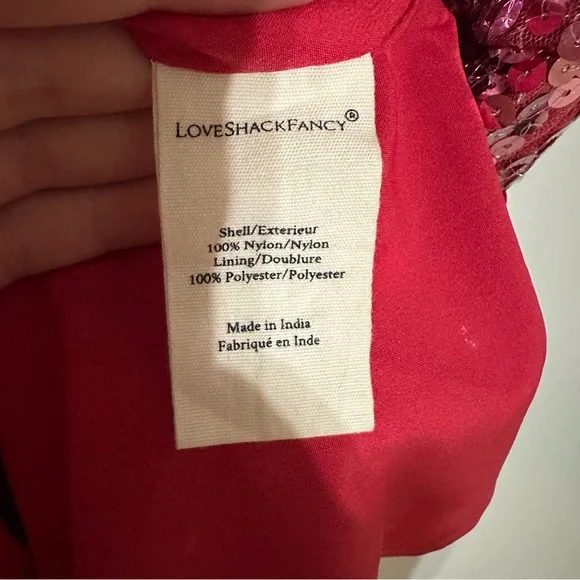 LOVESHACKFANCY®
Shell/Exterieur
100% Nylon/Nylon
Lining/Doublure
100% Polyester/Polyester
Made in India
Fabriqué en Inde